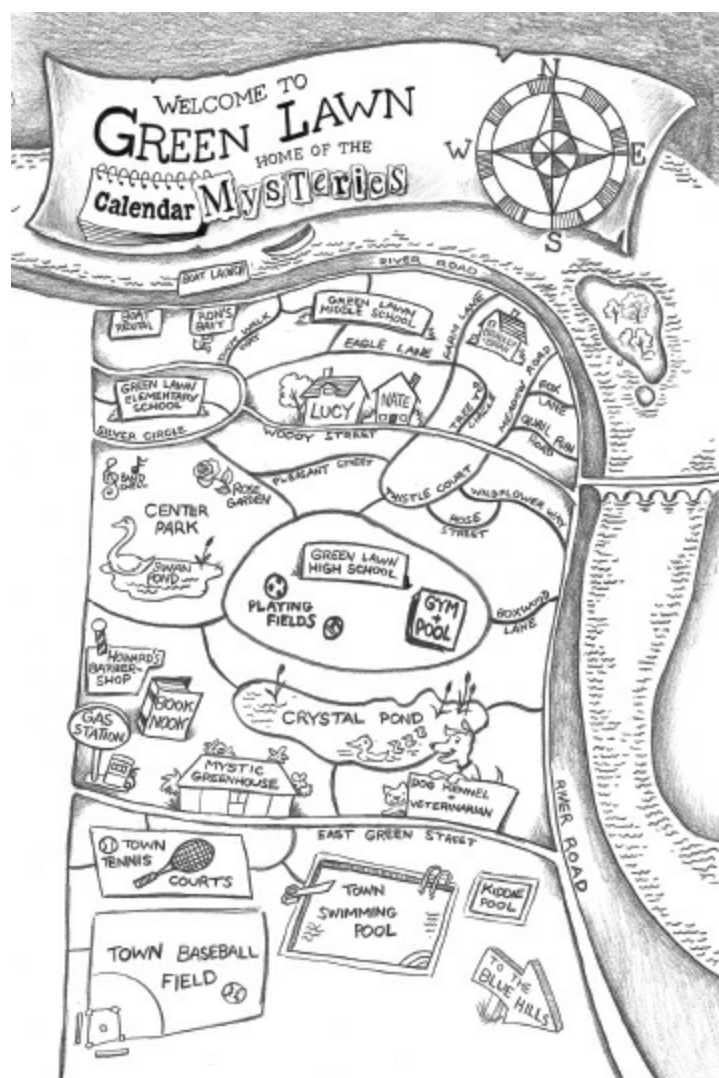 WELCOME TO
GREEN LAWN
HOME OF THE
Calendar MYSTeRieS
N
W
E
S
BOAT LAUNCH
RIVER ROAD
BOAT
RENTAL
RON'S
BAIT
GREEN LAWN
MIDDLE SCHOOL
FARM LANE
EAGLE LANE
MEADOW ROAD
FOX
LANE
QUAIL RUN
ROAD
GREEN LAWN
ELEMENTARY
SCHOOL
SILVER CIRCLE
LUCY
NATE
TREE TOP
CIRCLE
WOODY STREET
BAND
ROSE
GARDEN
PLEASANT STREET
THISTLE COURT
WILDFLOWER WAY
ROSE
STREET
CENTER
PARK
SWAN
POND
GREEN LAWN
HIGH SCHOOL
PLAYING
FIELDS
GYM
+
POOL
BOXWOOD
LANE
HOWARD'S
BARBER-
SHOP
BOOK
NOOK
GAS
STATION
CRYSTAL POND
MYSTIC
GREENHOUSE
DOG KENNEL
+
VETERINARIAN
EAST GREEN STREET
RIVER ROAD
TOWN
TENNIS
COURTS
TOWN
SWIMMING
POOL
KIDDIE
POOL
TOWN BASEBALL
FIELD
TO THE
BLUE HILLS